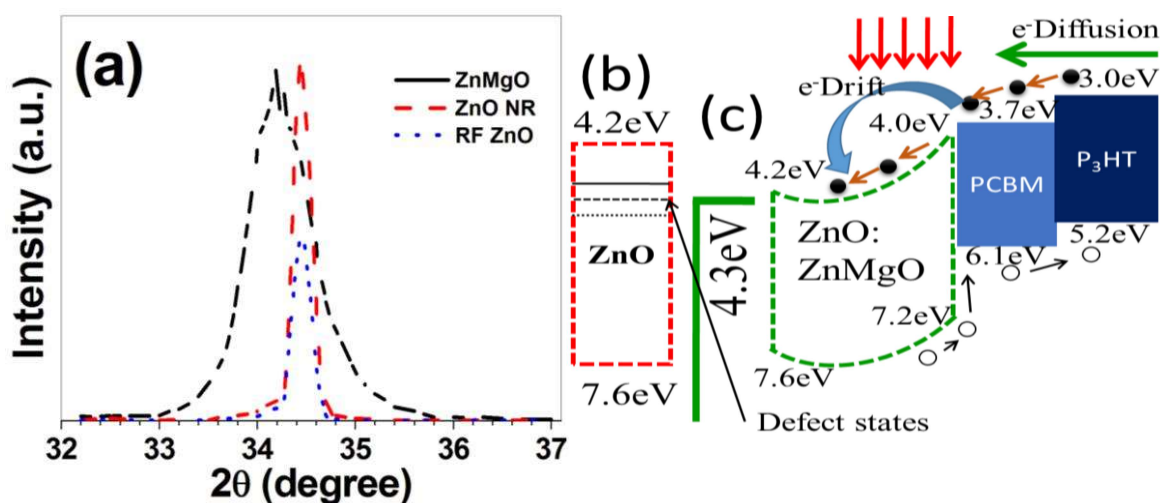 (a)
ZnMgO
ZnO NR
RF ZnO
Intensity (a.u.)
32 33 34 35 36 37
2θ (degree)
(b)
4.2eV
ZnO
7.6eV
Defect states
(c)
e-Diffusion
e-Drift
3.0eV
3.7eV
4.0eV
4.2eV
4.3eV
P3HT
PCBM
ZnO:
ZnMgO
5.2eV
6.1eV
7.2eV
7.6eV